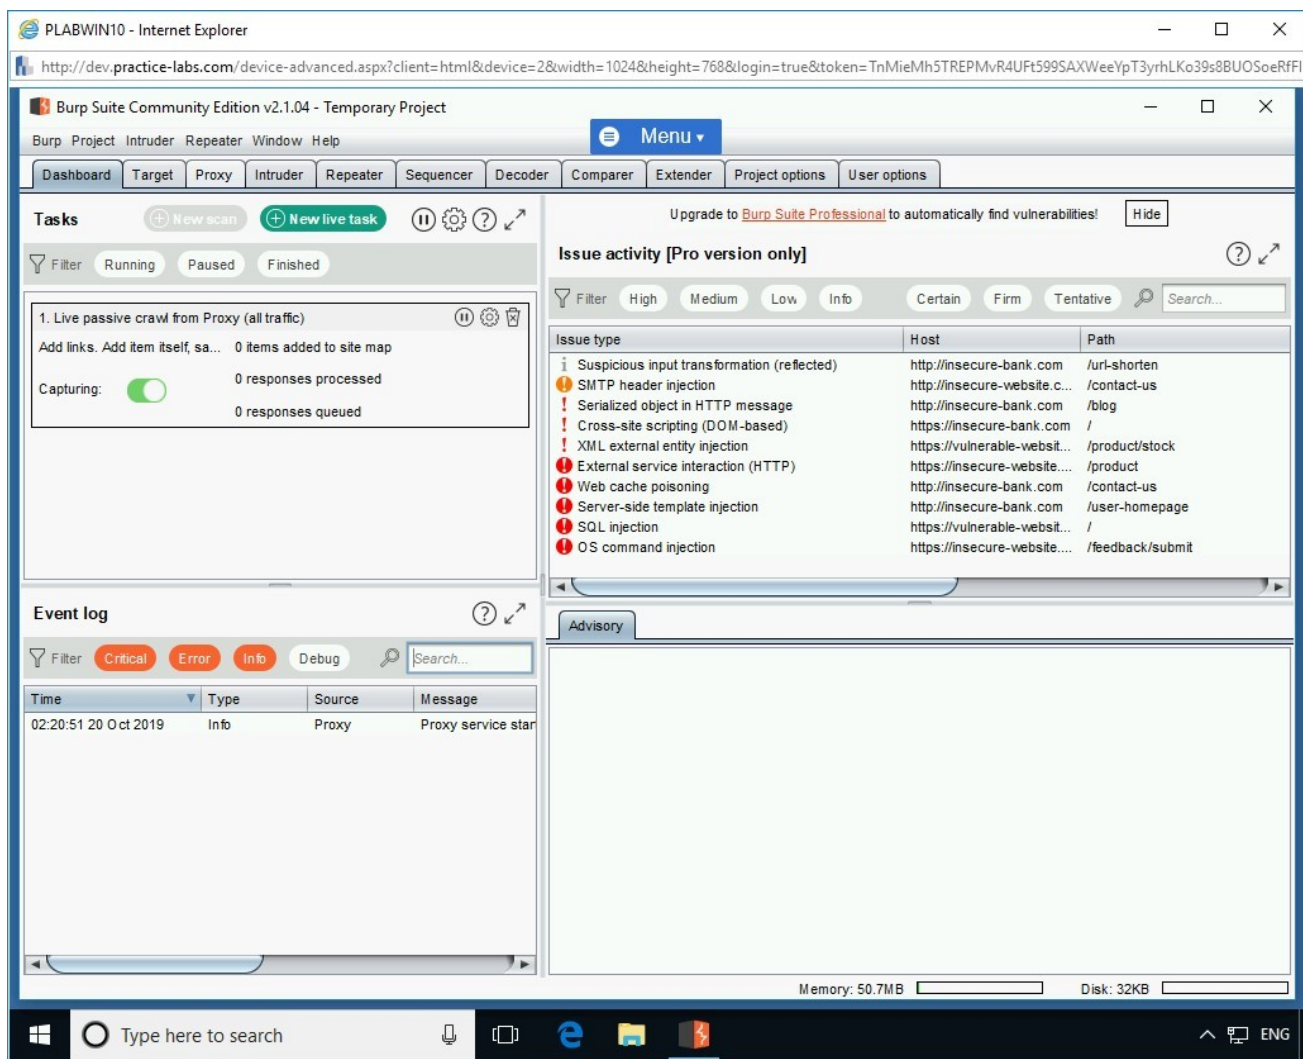 PLABWIN10 - Internet Explorer
http://dev.practice-labs.com/device-advanced.aspx?client=html&device=2&width=1024&height=768&login=true&token=TnMieMh5TREPMvR4UFt599SAXWeeYpT3yrhLKo39s8BUOSoeRfFI
Burp Suite Community Edition v2.1.04 - Temporary Project
Burp Project Intruder Repeater Window Help
Menu
Dashboard Target Proxy Intruder Repeater Sequencer Decoder Comparer Extender Project options User options
Tasks New scan New live task
Filter Running Paused Finished
1. Live passive crawl from Proxy (all traffic)
Add links. Add item itself, sa... 0 items added to site map
Capturing: 0 responses processed
0 responses queued
Event log
Filter Critical Error Info Debug Search...
Time Type Source Message
02:20:51 20 Oct 2019 Info Proxy Proxy service star
Upgrade to Burp Suite Professional to automatically find vulnerabilities! Hide
Issue activity [Pro version only]
Filter High Medium Low Info Certain Firm Tentative Search...
Issue type Host Path
Suspicious input transformation (reflected) http://insecure-bank.com /url-shorten
SMTP header injection http://insecure-website.c... /contact-us
Serialized object in HTTP message http://insecure-bank.com /blog
Cross-site scripting (DOM-based) https://insecure-bank.com /
XML external entity injection https://vulnerable-websit... /product/stock
External service interaction (HTTP) https://insecure-website.... /product
Web cache poisoning http://insecure-bank.com /contact-us
Server-side template injection http://insecure-bank.com /user-homepage
SQL injection https://vulnerable-websit... /
OS command injection https://insecure-website.... /feedback/submit
Advisory
Memory: 50.7MB Disk: 32KB
Type here to search ENG